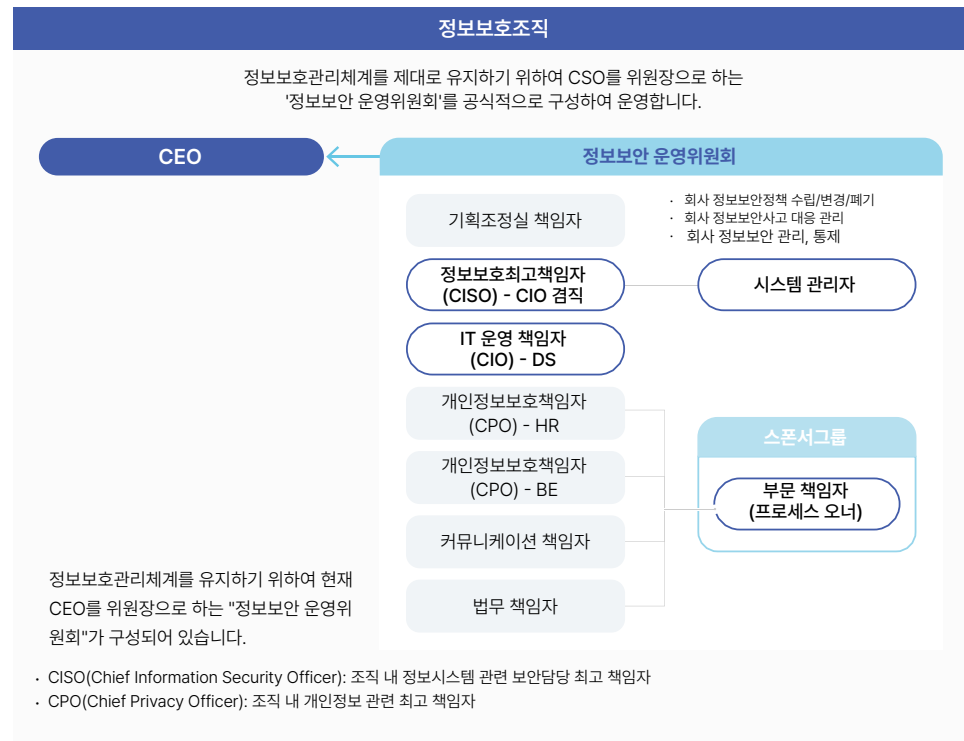 정보보호조직
정보보호관리체계를 제대로 유지하기 위하여 CSO를 위원장으로 하는
'정보보안 운영위원회'를 공식적으로 구성하여 운영합니다.
CEO
정보보안 운영위원회
기획조정실 책임자
· 회사 정보보안정책 수립/변경/폐기
· 회사 정보보안사고 대응 관리
· 회사 정보보안 관리, 통제
정보보호최고책임자
(CISO) - CIO 겸직
시스템 관리자
IT 운영 책임자
(CIO) - DS
개인정보보호책임자
(CPO) - HR
개인정보보호책임자
(CPO) - BE
커뮤니케이션 책임자
법무 책임자
스폰서그룹
부문 책임자
(프로세스 오너)
정보보호관리체계를 유지하기 위하여 현재
CEO를 위원장으로 하는 "정보보안 운영위
원회"가 구성되어 있습니다.
· CISO(Chief Information Security Officer): 조직 내 정보시스템 관련 보안담당 최고 책임자
· CPO(Chief Privacy Officer): 조직 내 개인정보 관련 최고 책임자